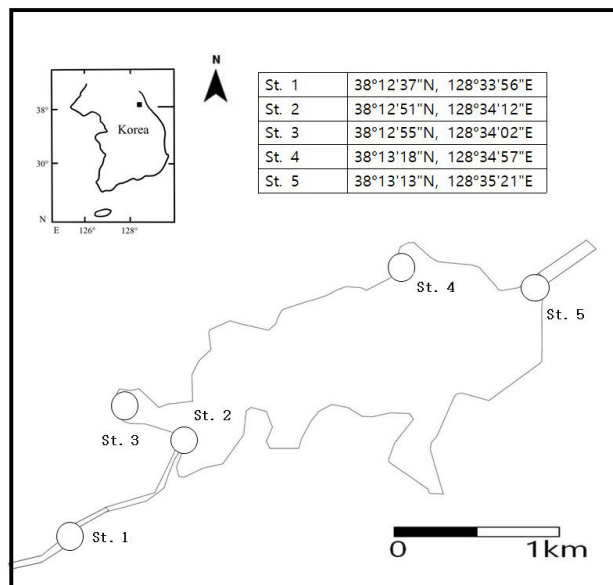 N
St. 1 38°12'37"N, 128°33'56"E
St. 2 38°12'51"N, 128°34'12"E
St. 3 38°12'55"N, 128°34'02"E
St. 4 38°13'18"N, 128°34'57"E
St. 5 38°13'13"N, 128°35'21"E
38°
Korea
30°
N
E 126° 128°
St. 4
St. 5
St. 2
St. 3
St. 1
0 1km